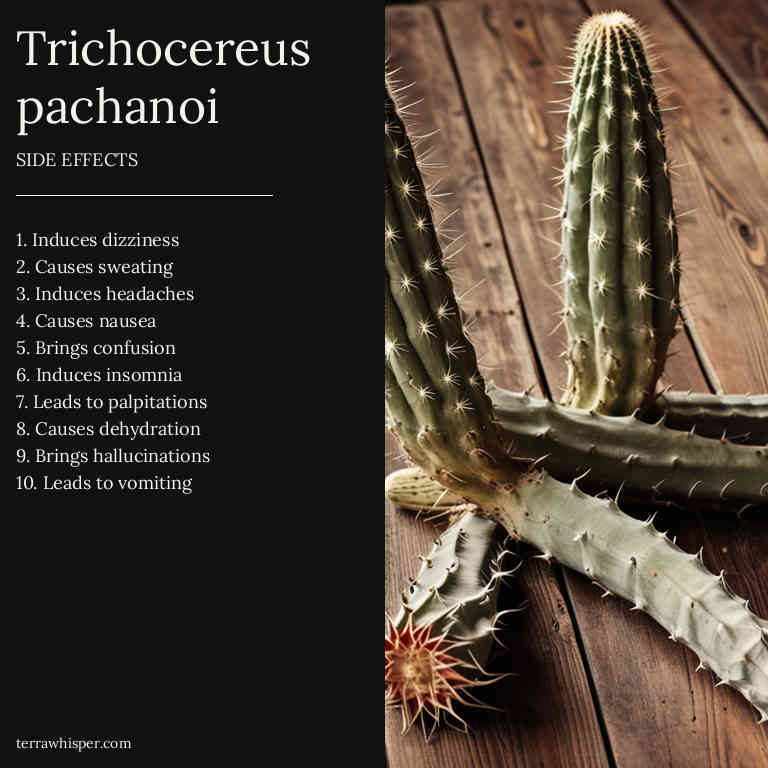 Trichocereus
pachanoi
SIDE EFFECTS
1. Induces dizziness
2. Causes sweating
3. Induces headaches
4. Causes nausea
5. Brings confusion
6. Induces insomnia
7. Leads to palpitations
8. Causes dehydration
9. Brings hallucinations
10. Leads to vomiting
terrawhisper.com